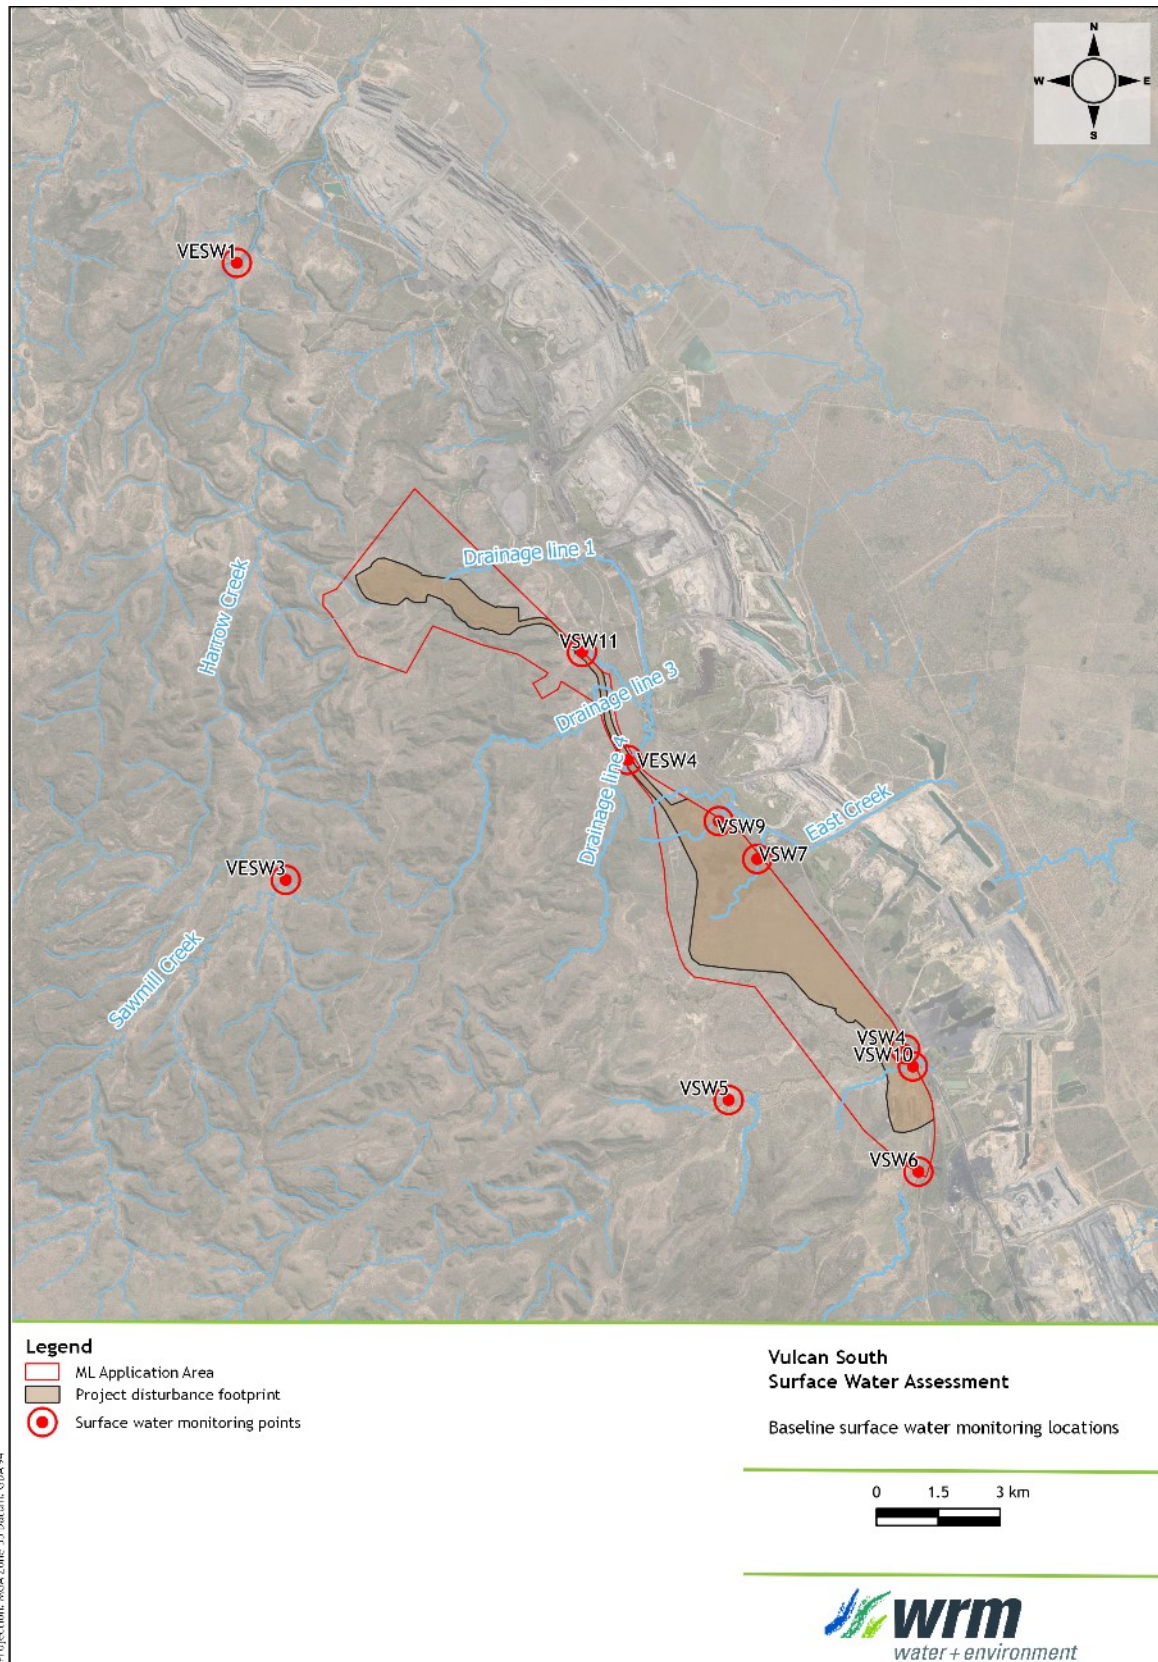 N
W
E
S
VESW1
Drainage line 1
Harrow Creek
VSW11
Drainage line 3
VESW4
Drainage line 4
East Creek
VSW9
VSW7
VESW3
Sawmill Creek
VSW4
VSW10
VSW5
VSW6
Legend
ML Application Area
Project disturbance footprint
Surface water monitoring points
Vulcan South
Surface Water Assessment
Baseline surface water monitoring locations
0 1.5 3 km
wrm
water + environment